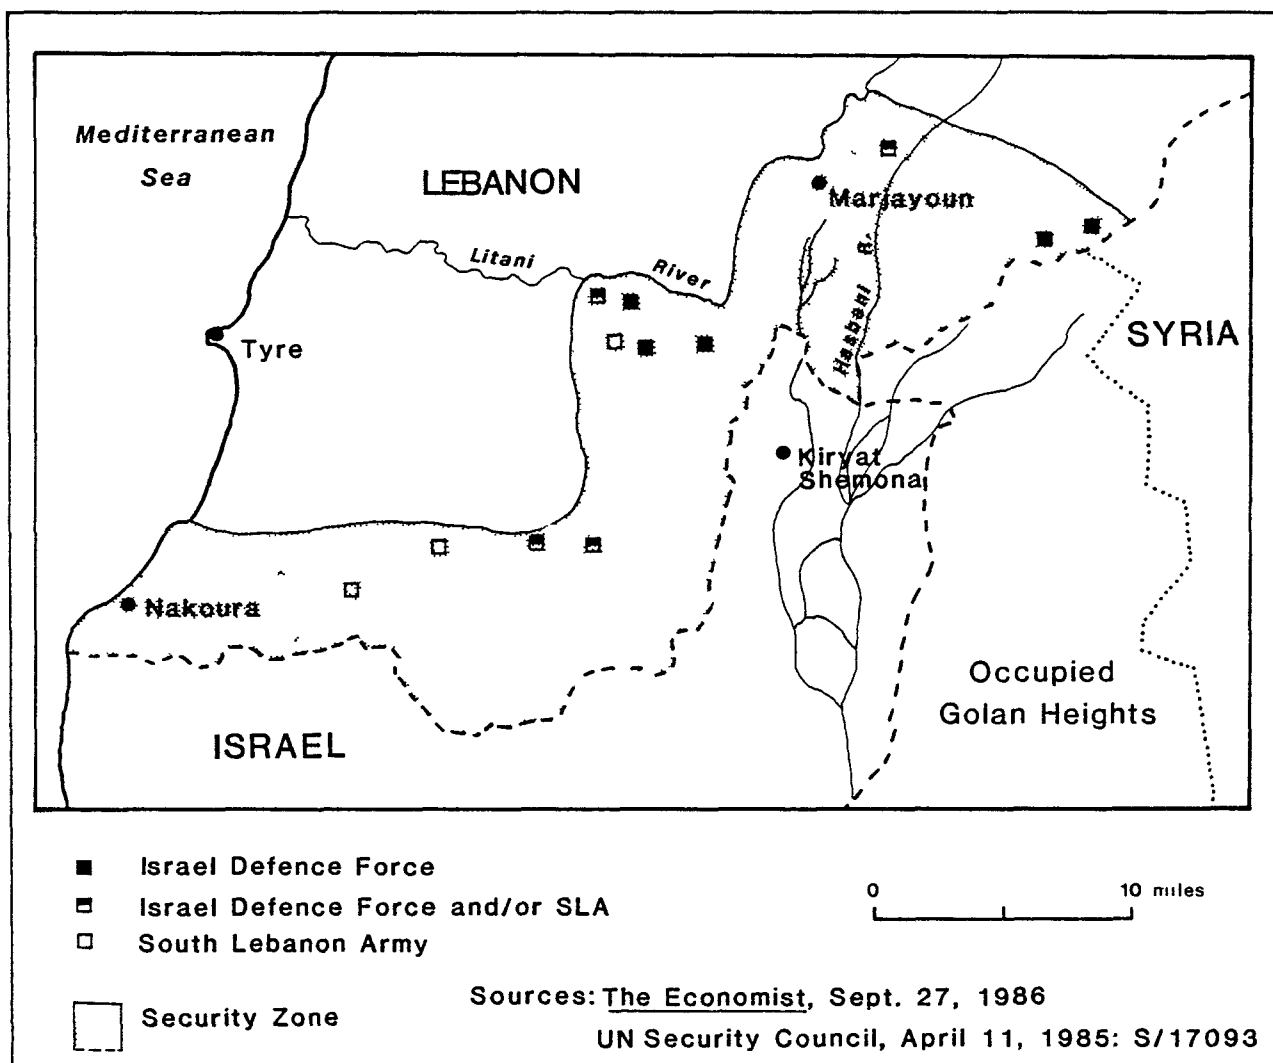 Mediterranean
Sea
LEBANON
Marjayoun
Litani
River
Hasbani R.
SYRIA
Tyre
Kiryat
Shemona
Nakoura
Occupied
Golan Heights
ISRAEL
Israel Defence Force
0 10 miles
Israel Defence Force and/or SLA
South Lebanon Army
Sources: The Economist, Sept. 27, 1986
Security Zone
UN Security Council, April 11, 1985: S/17093